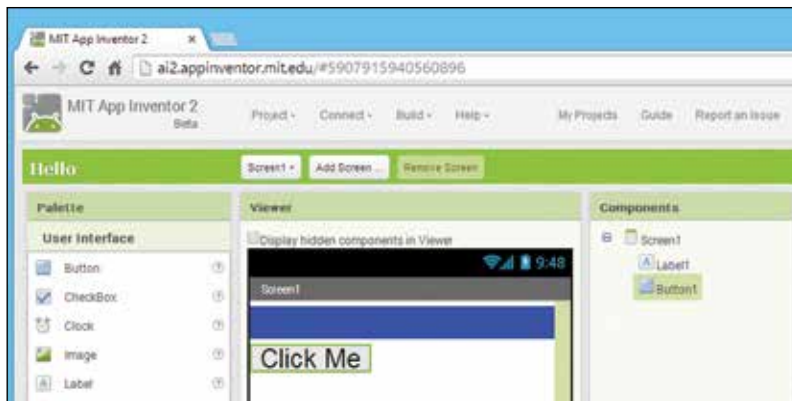 MIT App Inventor 2
ai2.appinventor.mit.edu/#5907915940560896
MIT App Inventor 2
Beta
Project Connect Build Help My Projects Guide Report an Issue
Hello Screen1 Add Screen ... Remove Screen
Palette Viewer Components
User Interface Display hidden components in Viewer Screen1
Button 9:48 Label1
CheckBox Screen1 Button1
Clock
Image Click Me
Label